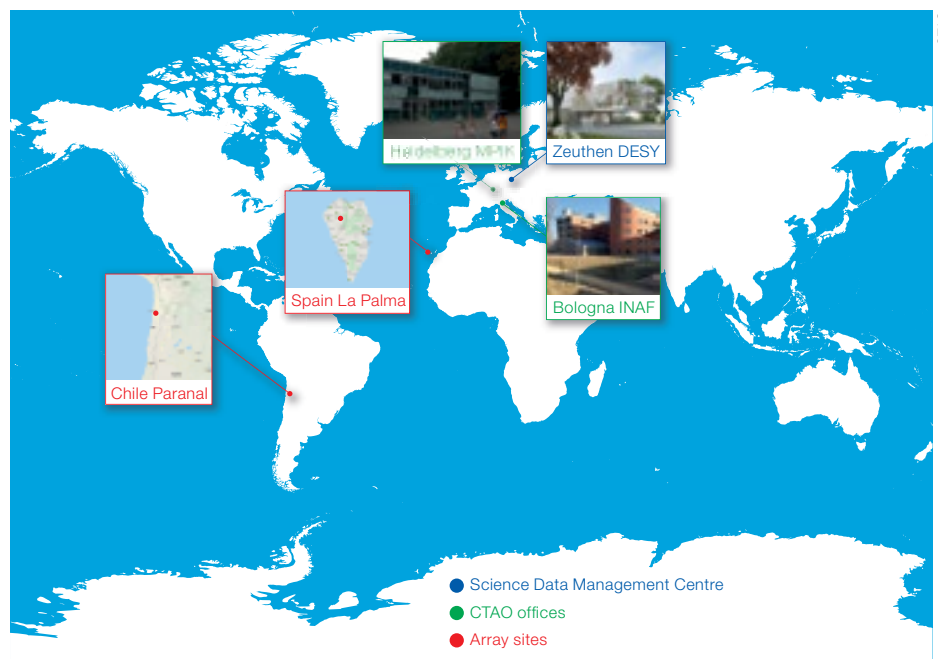 Heidelberg MPIK
Zeuthen DESY
Spain La Palma
Bologna INAF
Chile Paranal
Science Data Management Centre
CTAO offices
Array sites